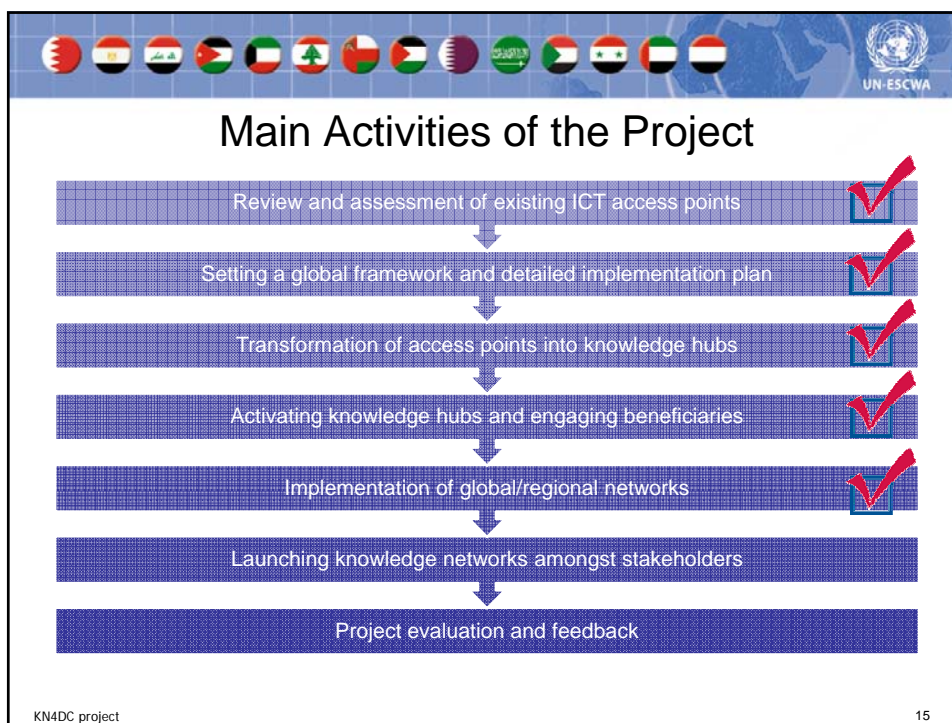 UN-ESCWA
Main Activities of the Project
Review and assessment of existing ICT access points
Setting a global framework and detailed implementation plan
Transformation of access points into knowledge hubs
Activating knowledge hubs and engaging beneficiaries
Implementation of global/regional networks
Launching knowledge networks amongst stakeholders
Project evaluation and feedback
KN4DC project
15